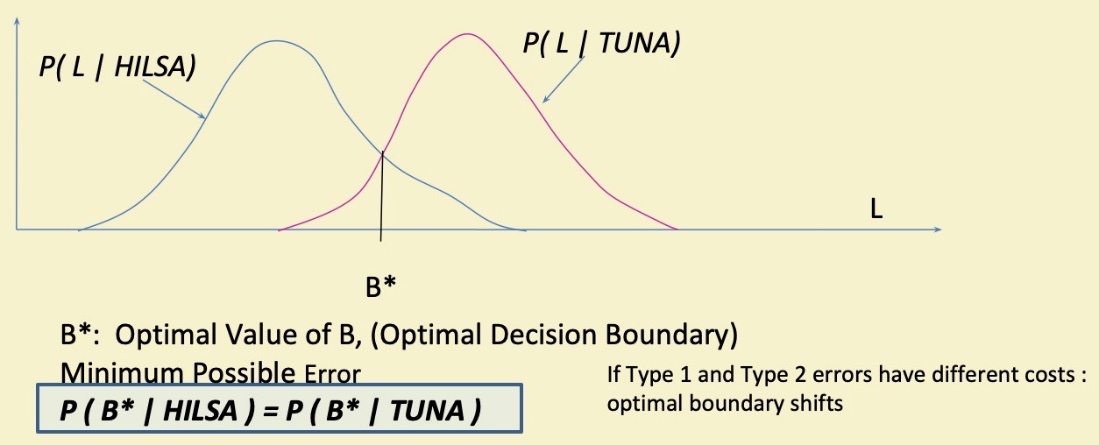 P( L | HILSA)
P( L | TUNA)
L
B*
B*:  Optimal Value of B, (Optimal Decision Boundary)
Minimum Possible Error
P ( B* | HILSA ) = P ( B* | TUNA )
If Type 1 and Type 2 errors have different costs :
optimal boundary shifts